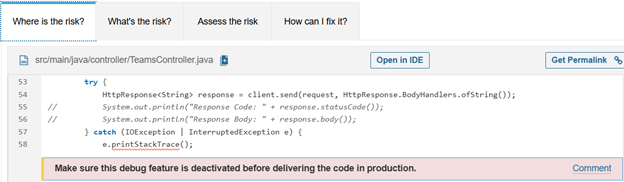 Where is the risk? What's the risk? Assess the risk How can I fix it?
src/main/java/controller/TeamsController.java Open in IDE Get Permalink
53 try {
54 HttpResponse<String> response = client.send(request, HttpResponse.BodyHandlers.ofString());
55 // System.out.println("Response Code: " + response.statusCode());
56 // System.out.println("Response Body: " + response.body());
57 } catch (IOException | InterruptedException e) {
58 e.printStackTrace();
Make sure this debug feature is deactivated before delivering the code in production. Comment